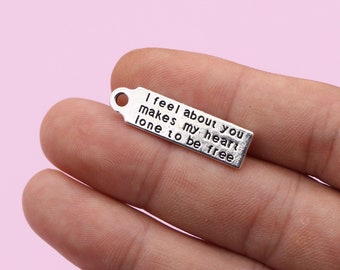 I feel about you
makes my heart
lone to be free